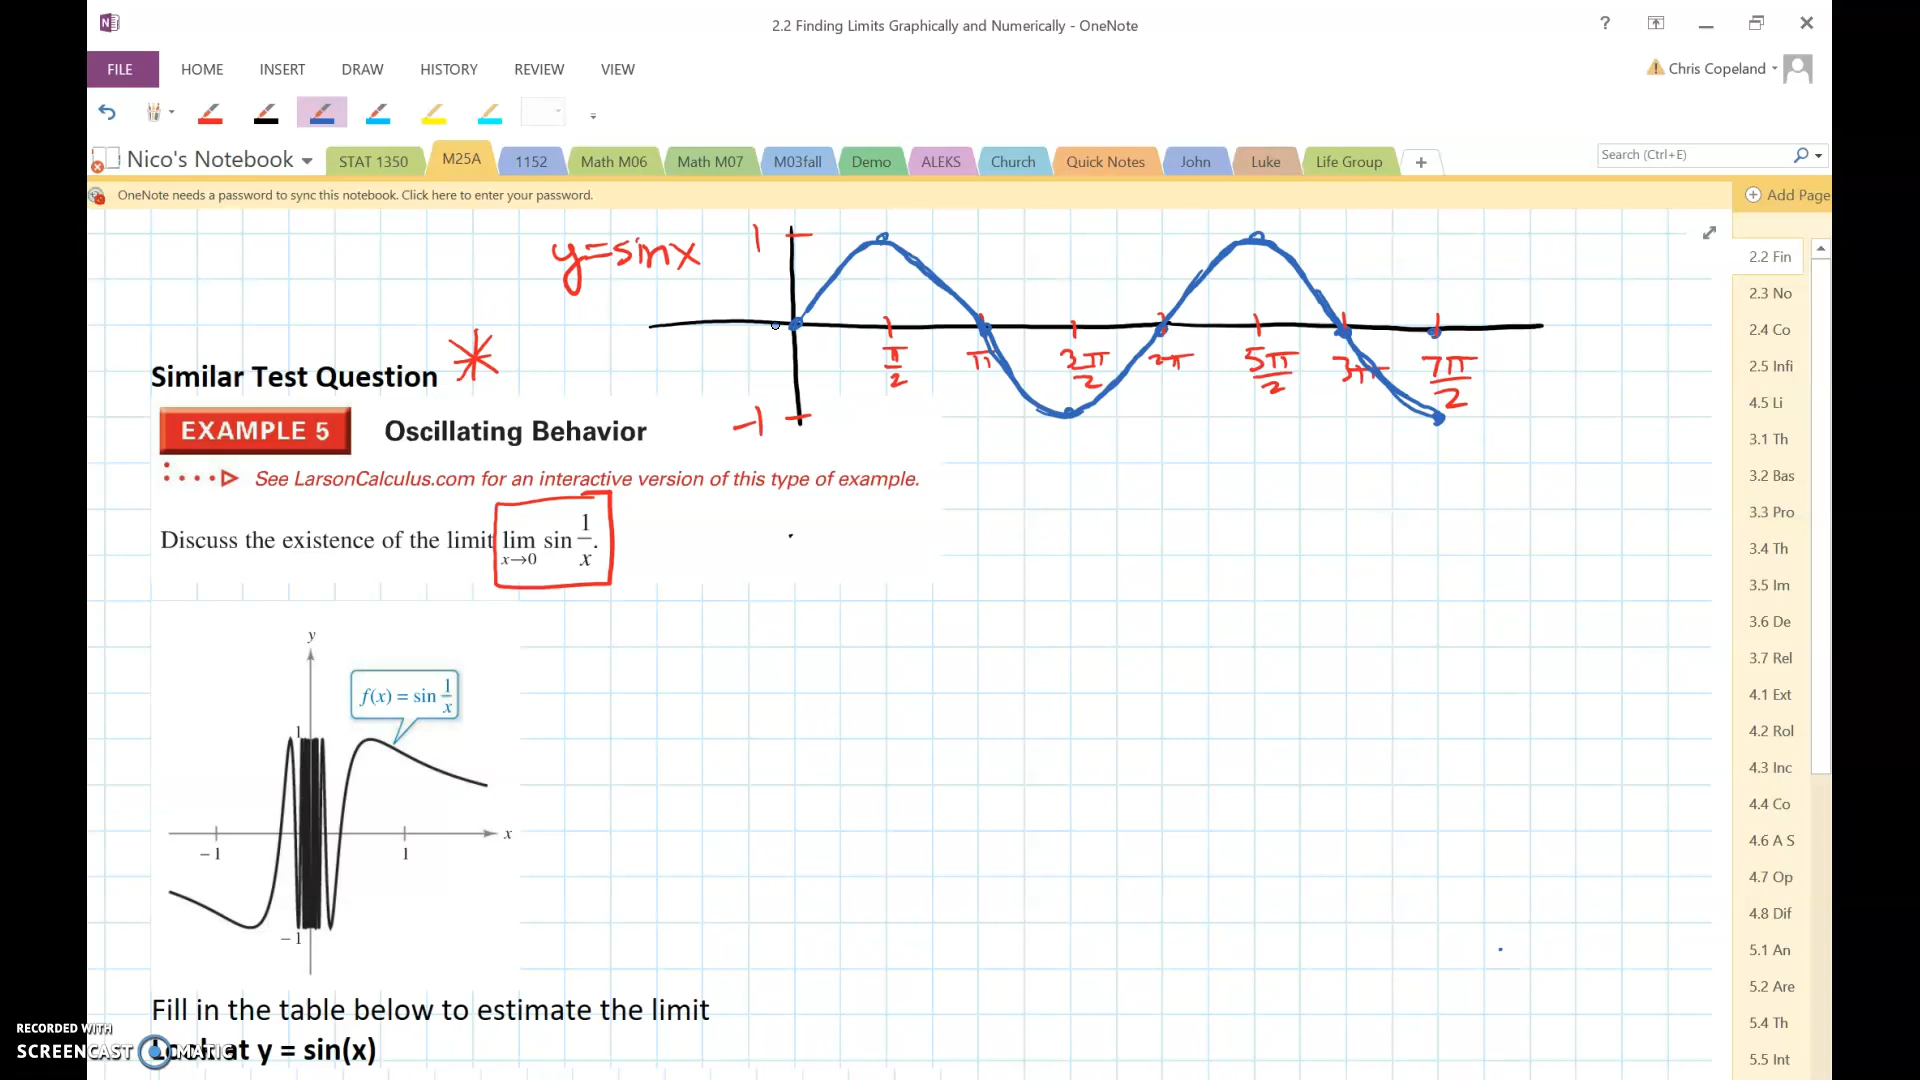 N
2.2 Finding Limits Graphically and Numerically - OneNote
?
FILE HOME INSERT DRAW HISTORY REVIEW VIEW
Chris Copeland
Nico's Notebook STAT 1350 M25A 1152 Math M06 Math M07 M03fall Demo ALEKS Church Quick Notes John Luke Life Group +
Search (Ctrl+E)
OneNote needs a password to sync this notebook. Click here to enter your password.
Add Page
y=sinx
1
-1
π/2 π 3π/2 2π 5π/2 3π 7π/2
Similar Test Question
EXAMPLE 5 Oscillating Behavior
See LarsonCalculus.com for an interactive version of this type of example.
Discuss the existence of the limit lim x→0 sin 1/x.
y
f(x) = sin 1/x
1
x
-1
1
-1
Fill in the table below to estimate the limit
at y = sin(x)
2.2 Fin
2.3 No
2.4 Co
2.5 Infi
4.5 Li
3.1 Th
3.2 Bas
3.3 Pro
3.4 Th
3.5 Im
3.6 De
3.7 Rel
4.1 Ext
4.2 Rol
4.3 Inc
4.4 Co
4.6 A S
4.7 Op
4.8 Dif
5.1 An
5.2 Are
5.4 Th
5.5 Int
RECORDED WITH
SCREENCAST MATIC